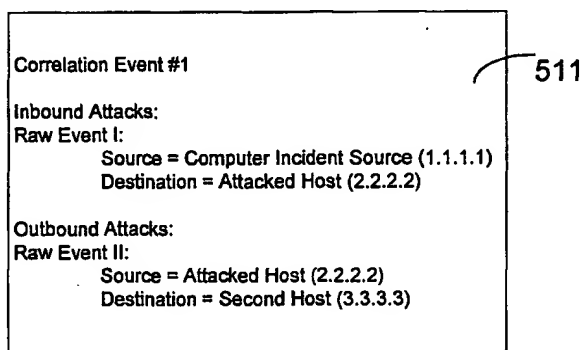 Correlation Event #1
511
Inbound Attacks:
Raw Event I:
Source = Computer Incident Source (1.1.1.1)
Destination = Attacked Host (2.2.2.2)
Outbound Attacks:
Raw Event II:
Source = Attacked Host (2.2.2.2)
Destination = Second Host (3.3.3.3)